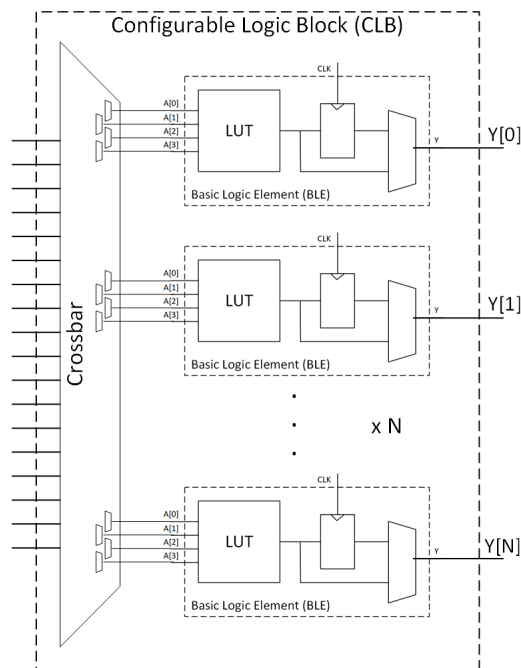 Configurable Logic Block (CLB)
CLK
A[0]
A[1]
A[2]
A[3]
LUT
Y
Y[0]
Basic Logic Element (BLE)
CLK
A[0]
A[1]
A[2]
A[3]
LUT
Y
Y[1]
Basic Logic Element (BLE)
Crossbar
x N
CLK
A[0]
A[1]
A[2]
A[3]
LUT
Y
Y[N]
Basic Logic Element (BLE)